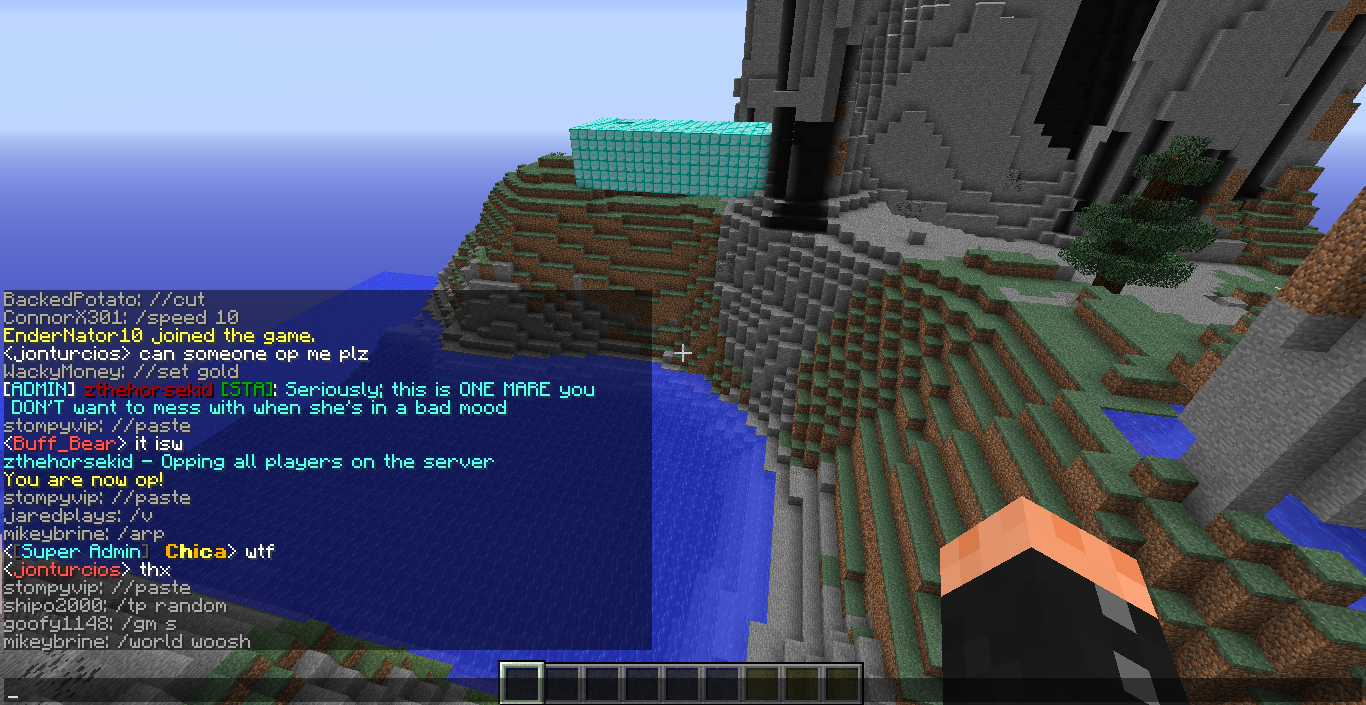 BackedPotato: //cut
ConnorX301: /speed 10
EnderNator10 joined the game.
<jonturcios> can someone op me plz
WackyMoney: //set gold
[ADMIN] zthehorsekid [STA]: Seriously; this is ONE MARE you
DON'T want to mess with when she's in a bad mood
stompyvip: //paste
<Buff_Bear> it isw
zthehorsekid - Opping all players on the server
You are now op!
stompyvip: //paste
jaredplays: /v
mikeybrine: /arp
<[Super Admin] Chica> wtf
<jonturcios> thx
stompyvip: //paste
shipo2000: /tp random
goofy1148: /gm s
mikeybrine: /world woosh
_